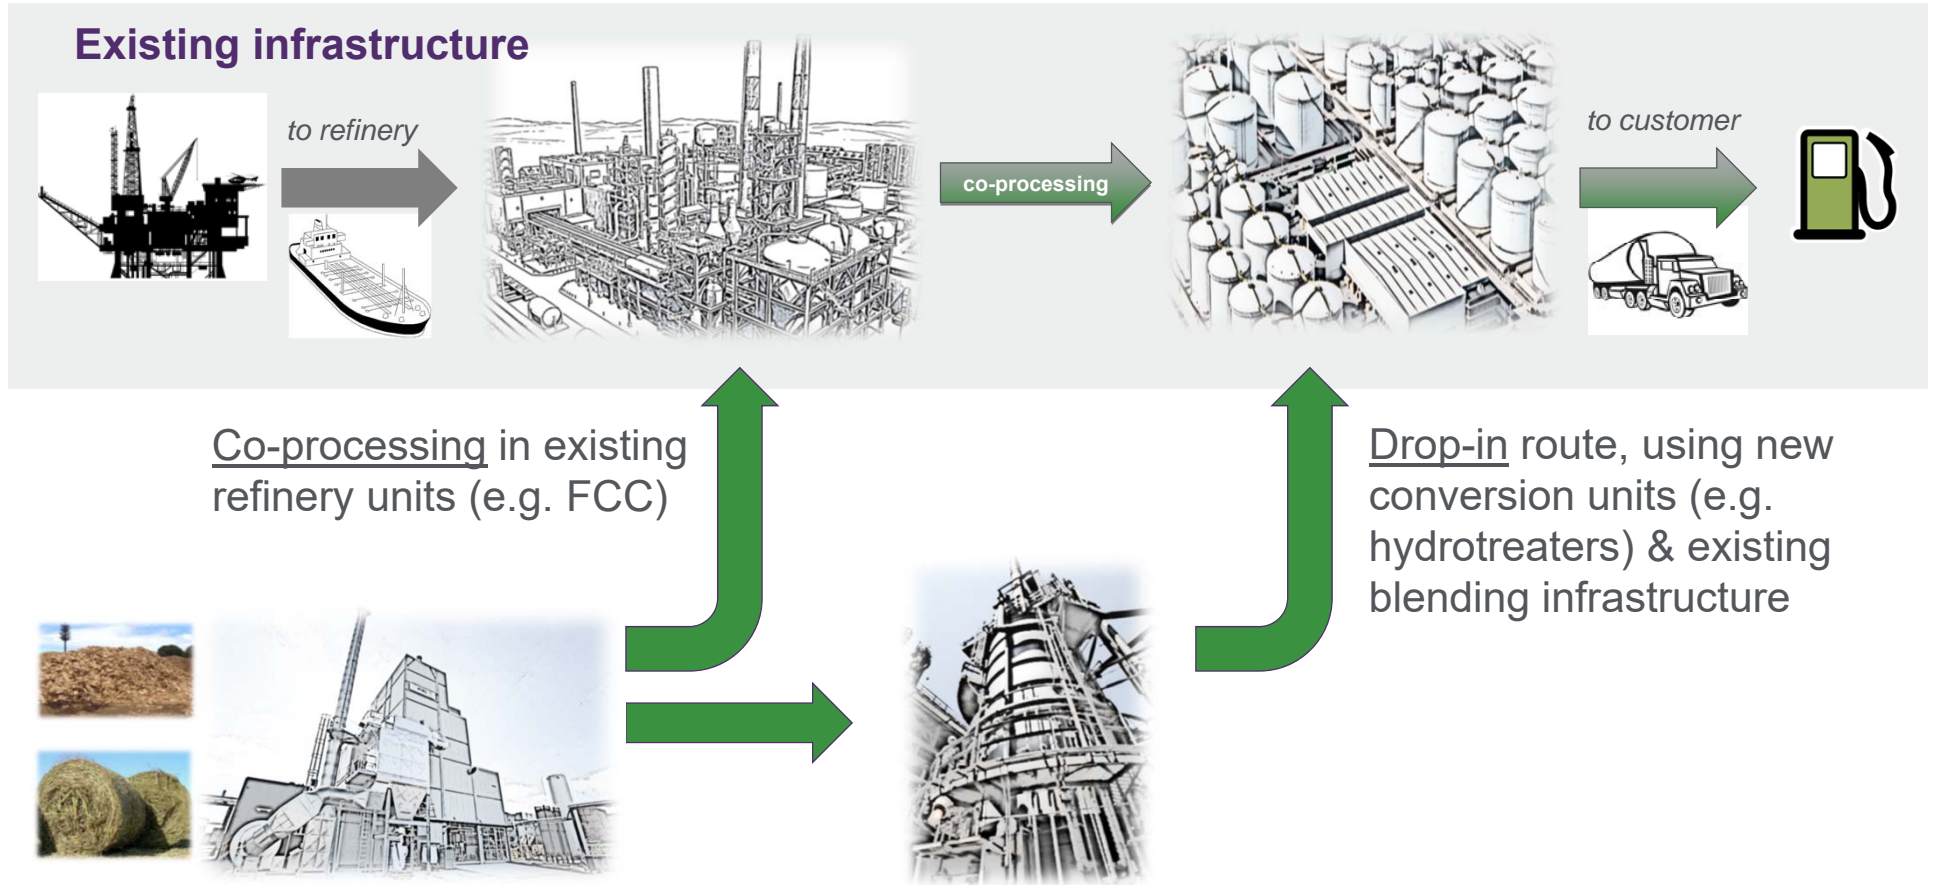 Existing infrastructure
to refinery
co-processing
to customer
Co-processing in existing
refinery units (e.g. FCC)
Drop-in route, using new
conversion units (e.g.
hydrotreaters) & existing
blending infrastructure